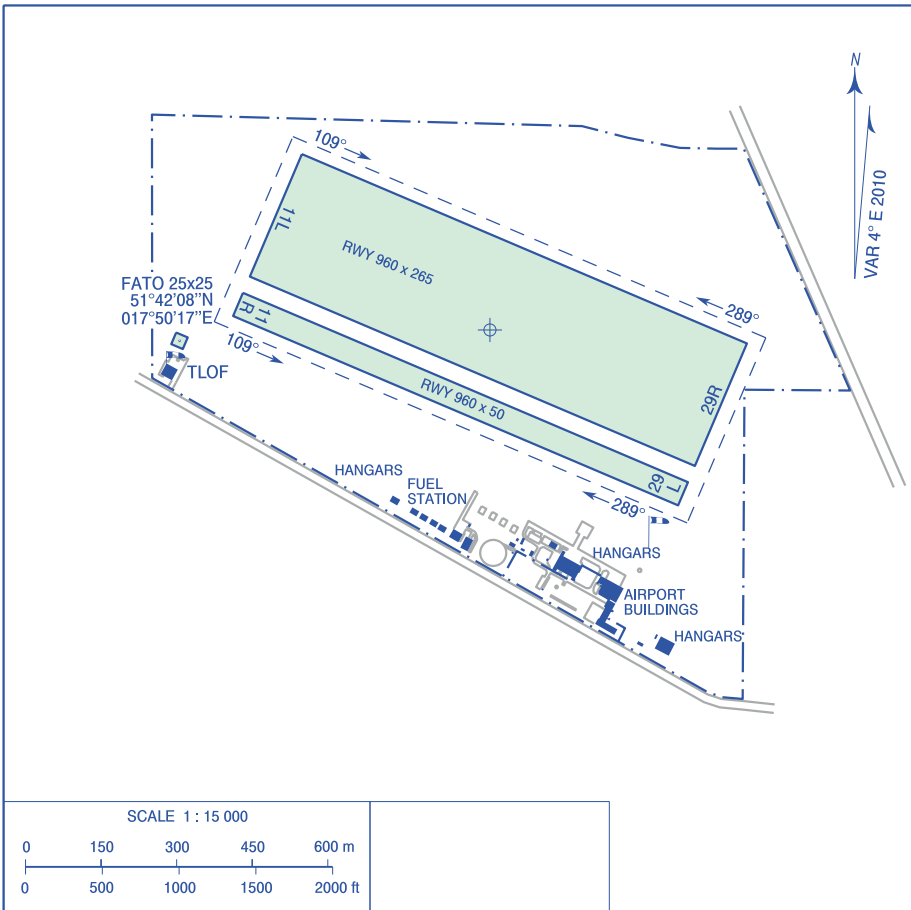 N
VAR 4° E 2010
109°
11L
RWY 960 x 265
FATO 25x25
51°42'08''N
017°50'17''E
289°
11
R
109°
TLOF
RWY 960 x 50
29R
29
L
289°
HANGARS
FUEL
STATION
HANGARS
AIRPORT
BUILDINGS
HANGARS
SCALE 1 : 15 000
0 150 300 450 600 m
0 500 1000 1500 2000 ft